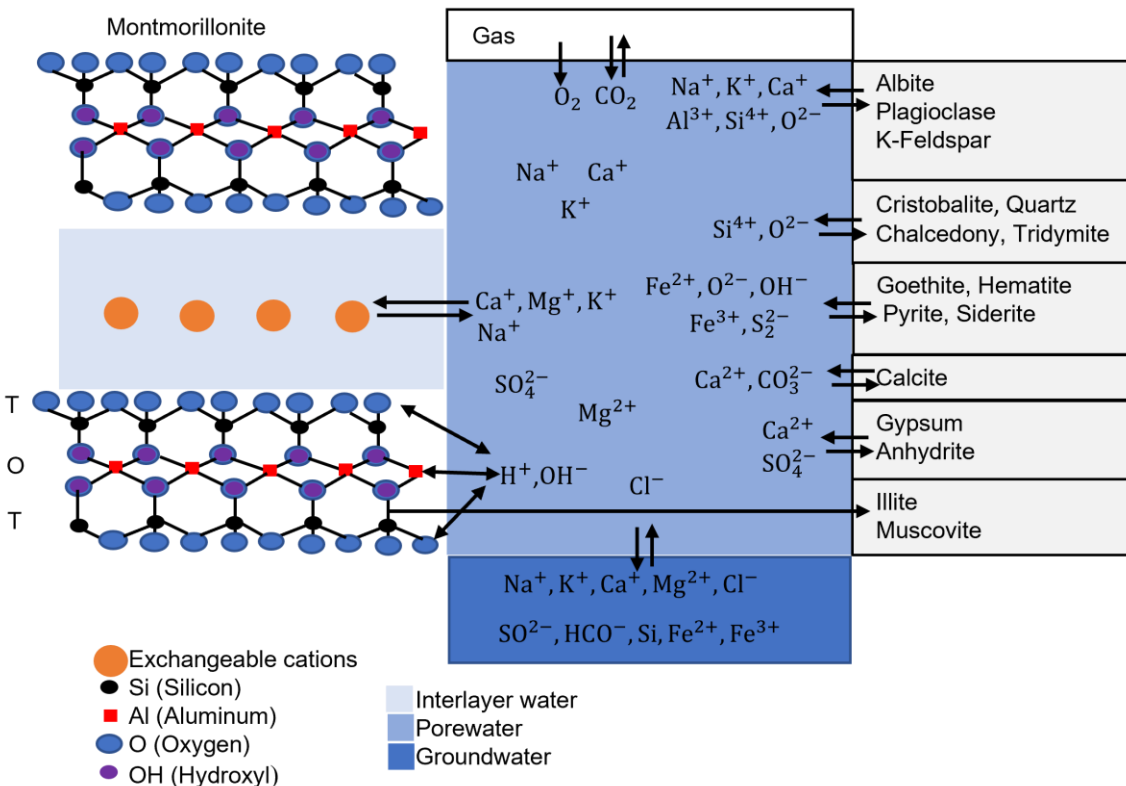 Montmorillonite
Gas
O₂ CO₂
Na⁺, K⁺, Ca⁺
Al³⁺, Si⁴⁺, O²⁻
Albite
Plagioclase
K-Feldspar
Na⁺ Ca⁺
K⁺
Si⁴⁺, O²⁻
Cristobalite, Quartz
Chalcedony, Tridymite
Ca⁺, Mg⁺, K⁺
Na⁺
Fe²⁺, O²⁻, OH⁻
Fe³⁺, S₂²⁻
Goethite, Hematite
Pyrite, Siderite
SO₄²⁻
Mg²⁺
Ca²⁺, CO₃²⁻
Calcite
Ca²⁺
SO₄²⁻
Gypsum
Anhydrite
T
O
T
H⁺,OH⁻
Cl⁻
Illite
Muscovite
Na⁺, K⁺, Ca⁺, Mg²⁺, Cl⁻
SO²⁻, HCO⁻, Si, Fe²⁺, Fe³⁺
Exchangeable cations
Si (Silicon)
Al (Aluminum)
O (Oxygen)
OH (Hydroxyl)
Interlayer water
Porewater
Groundwater